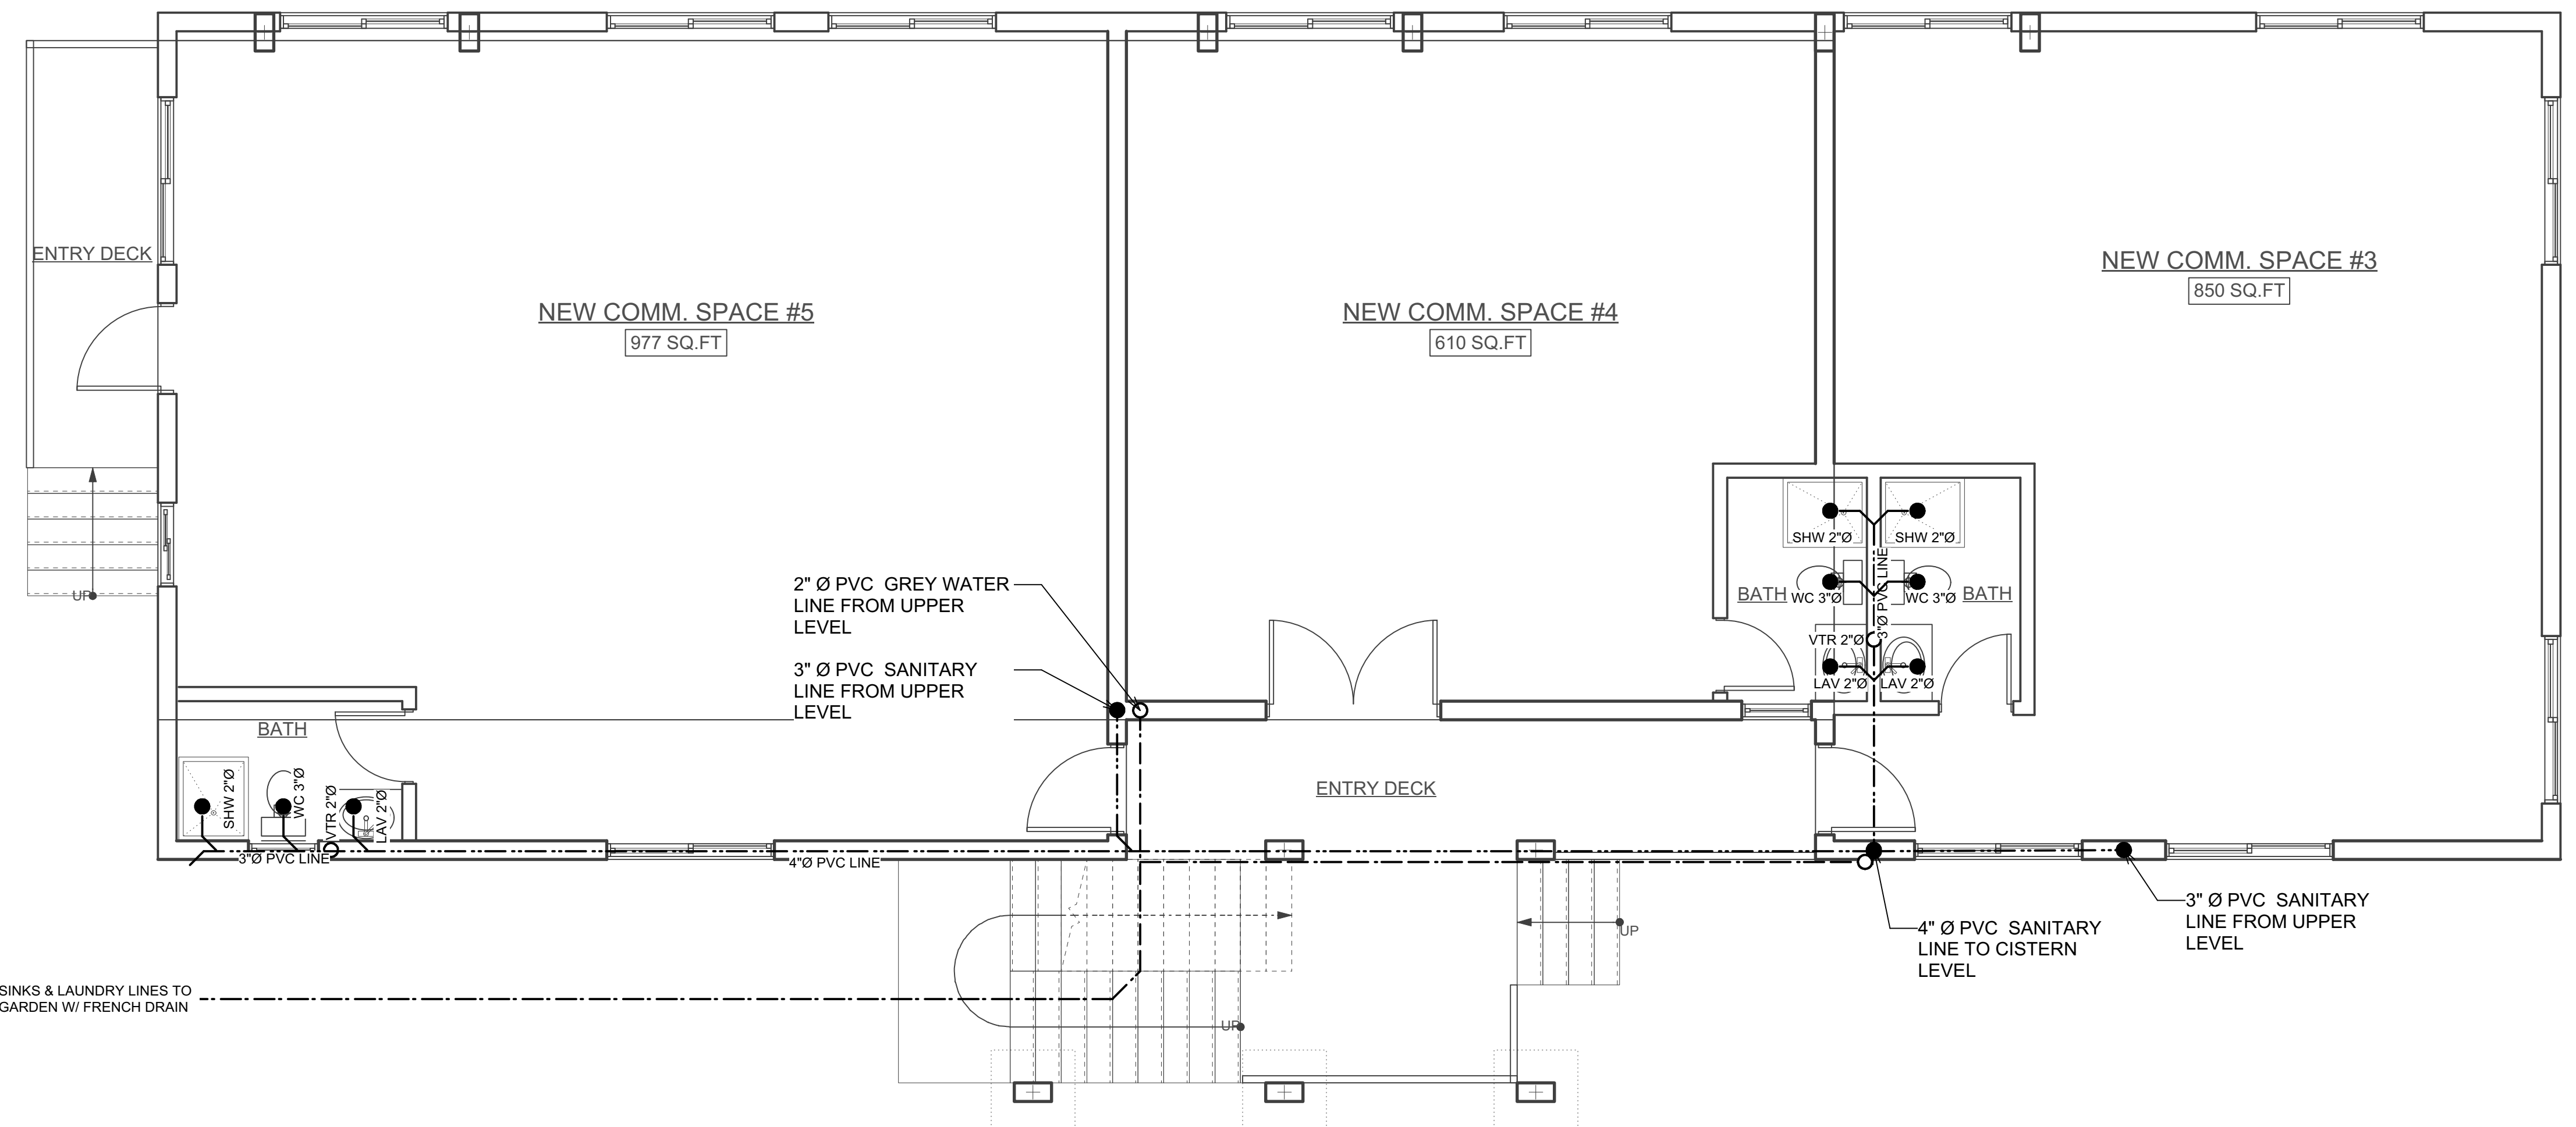 ENTRY DECK
NEW COMM. SPACE #5
977 SQ.FT
NEW COMM. SPACE #4
610 SQ.FT
NEW COMM. SPACE #3
850 SQ.FT
UP
2" Ø PVC  GREY WATER
LINE FROM UPPER
LEVEL
3" Ø PVC  SANITARY
LINE FROM UPPER
LEVEL
SHW 2"Ø
SHW 2"Ø
3"Ø PVC LINE
BATH
WC 3"Ø
WC 3"Ø
BATH
VTR 2"Ø
LAV 2"Ø
LAV 2"Ø
BATH
SHW 2"Ø
WC 3"Ø
VTR 2"Ø
LAV 2"Ø
3"Ø PVC LINE
4"Ø PVC LINE
ENTRY DECK
UP
4" Ø PVC  SANITARY
LINE TO CISTERN
LEVEL
3" Ø PVC  SANITARY
LINE FROM UPPER
LEVEL
SINKS & LAUNDRY LINES TO
GARDEN W/ FRENCH DRAIN
UP